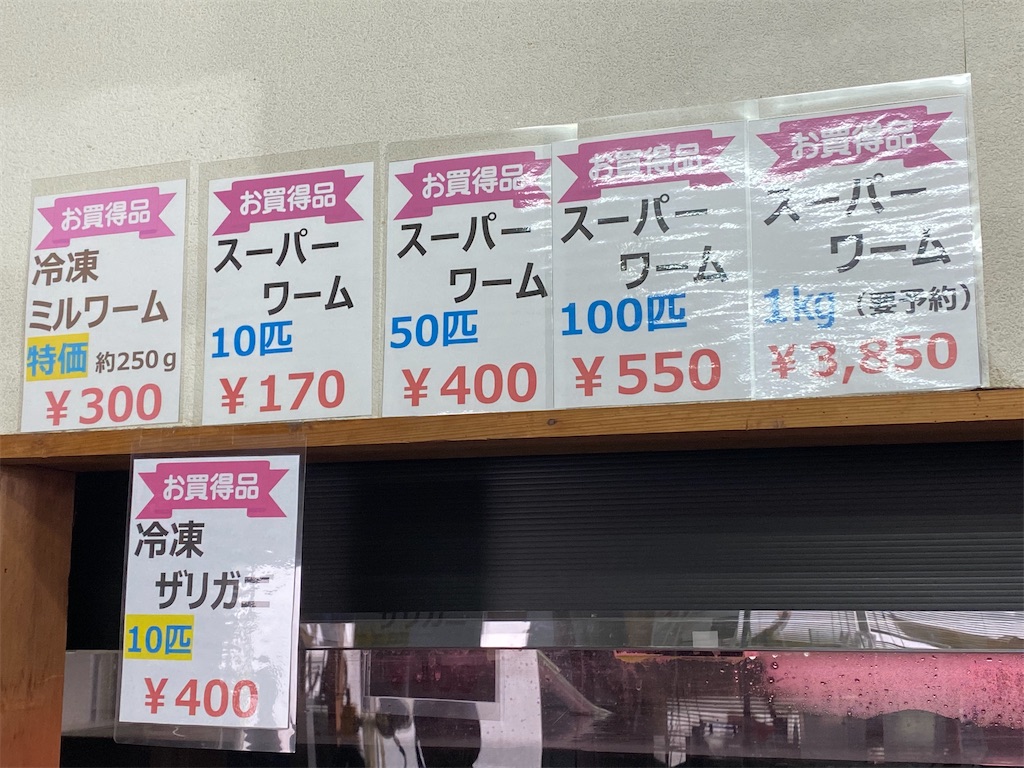 お買得品
冷凍
ミルワーム
特価 約250g
¥300
お買得品
スーパー
ワーム
10匹
¥170
お買得品
スーパー
ワーム
50匹
¥400
お買得品
スーパー
ワーム
100匹
¥550
お買得品
スーパー
ワーム
1kg（要予約）
¥3,850
お買得品
冷凍
ザリガニ
10匹
¥400